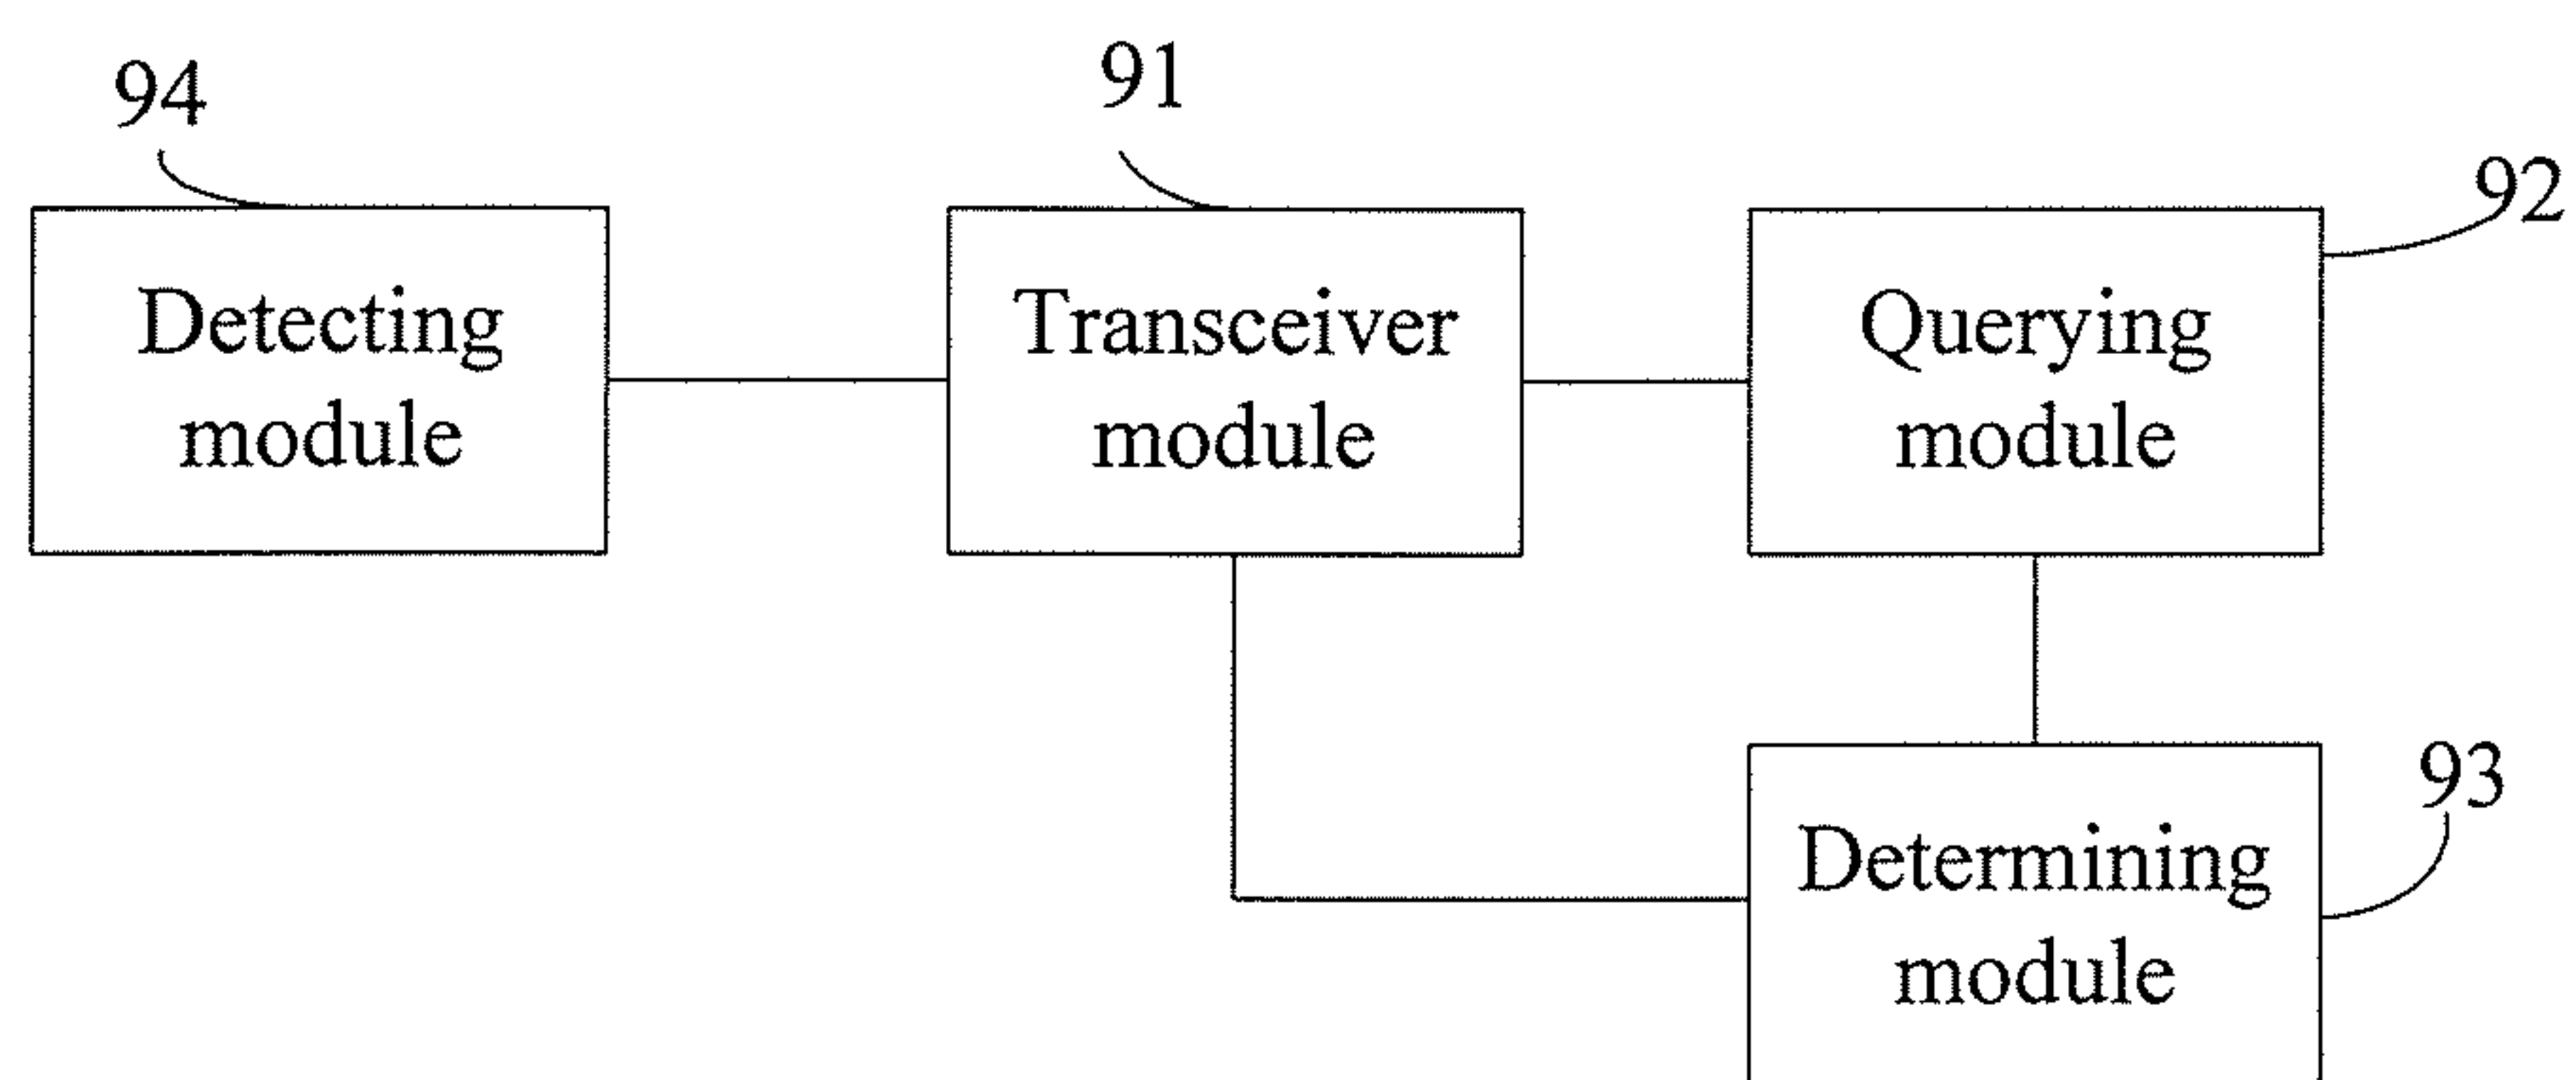 94
91
92
Detecting
module
Transceiver
module
Querying
module
93
Determining
module